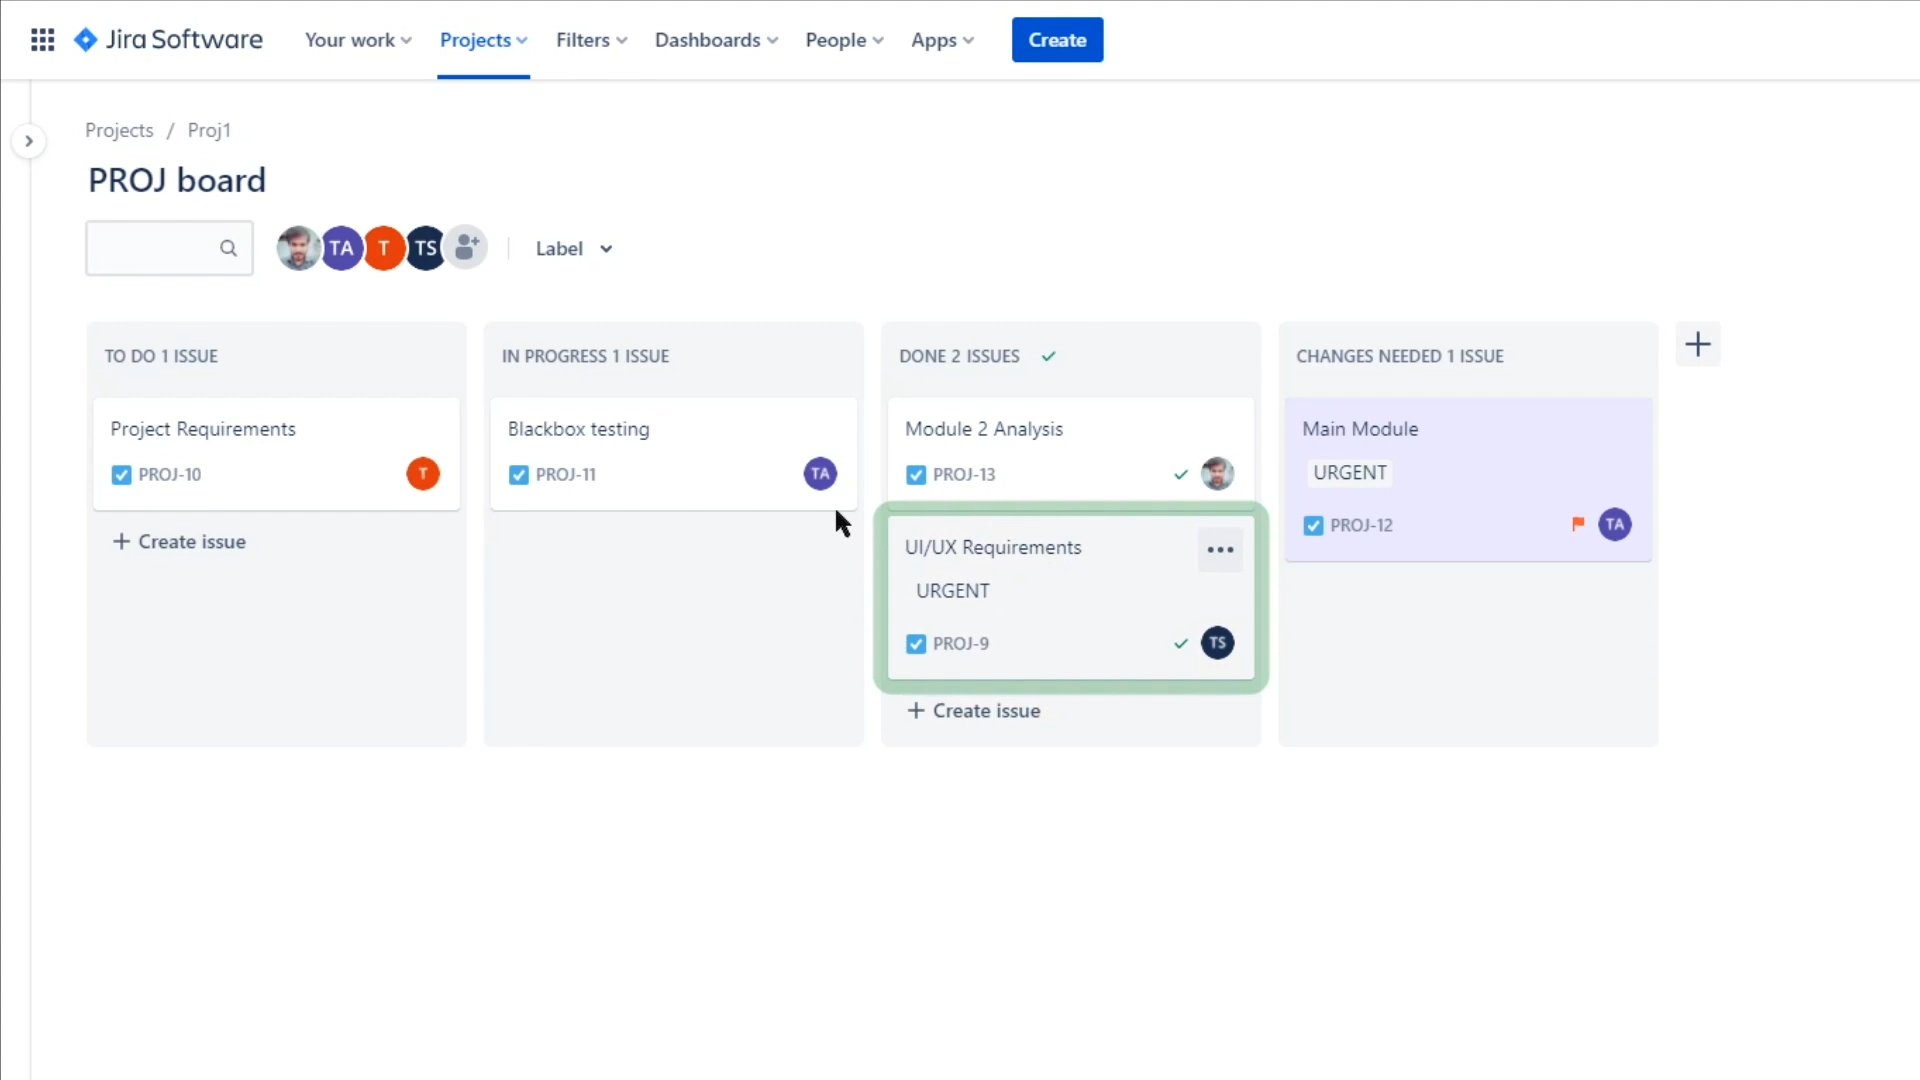 Jira Software
Your work
Projects
Filters
Dashboards
People
Apps
Create
Projects / Proj1
PROJ board
TA
T
TS
Label
TO DO 1 ISSUE
Project Requirements
PROJ-10
T
+ Create issue
IN PROGRESS 1 ISSUE
Blackbox testing
PROJ-11
TA
DONE 2 ISSUES
Module 2 Analysis
PROJ-13
UI/UX Requirements
URGENT
PROJ-9
TS
+ Create issue
CHANGES NEEDED 1 ISSUE
Main Module
URGENT
PROJ-12
TA